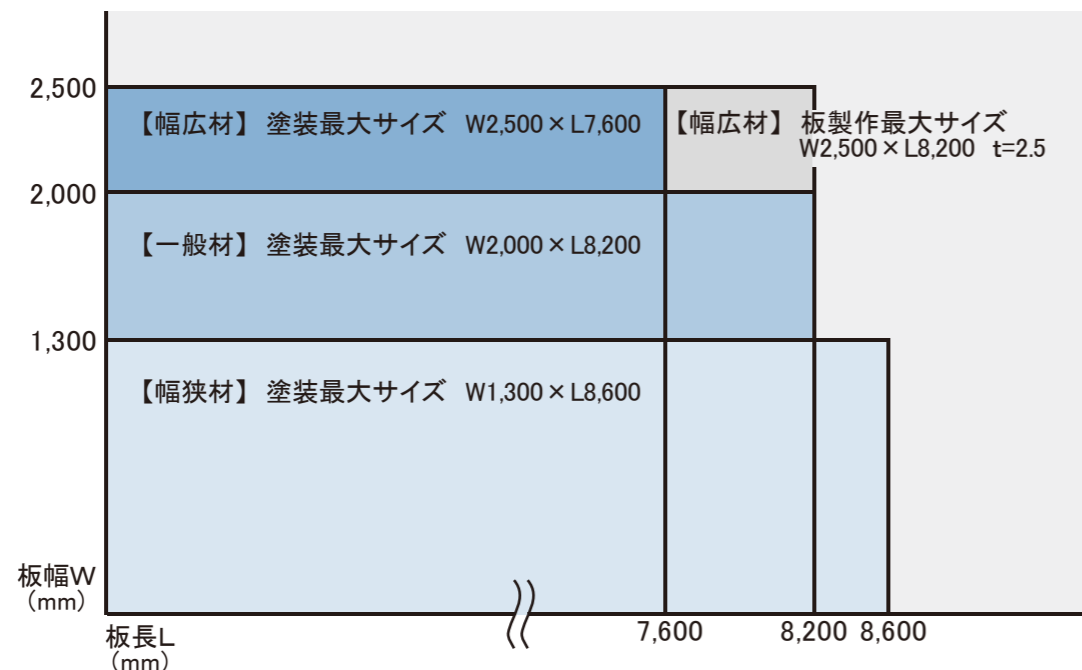 2,500
【幅広材】 塗装最大サイズ W2,500×L7,600
【幅広材】 板製作最大サイズ
W2,500×L8,200 t=2.5
2,000
【一般材】 塗装最大サイズ W2,000×L8,200
1,300
【幅狭材】 塗装最大サイズ W1,300×L8,600
板幅W
(mm)
板長L
(mm)
7,600
8,200
8,600